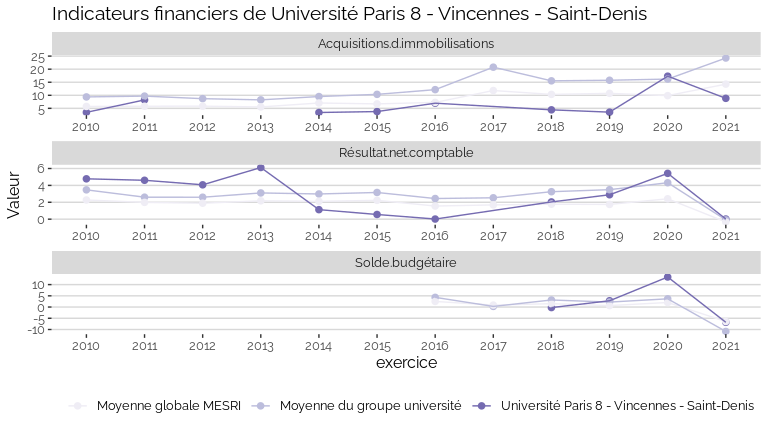 Indicateurs financiers de Université Paris 8 - Vincennes - Saint-Denis
Acquisitions.d.immobilisations
25
20
15
10
5
2010 2011 2012 2013 2014 2015 2016 2017 2018 2019 2020 2021
Résultat.net.comptable
6
4
2
0
2010 2011 2012 2013 2014 2015 2016 2017 2018 2019 2020 2021
Valeur
Solde.budgétaire
10
5
0
-5
-10
2010 2011 2012 2013 2014 2015 2016 2017 2018 2019 2020 2021
exercice
Moyenne globale MESRI Moyenne du groupe université Université Paris 8 - Vincennes - Saint-Denis